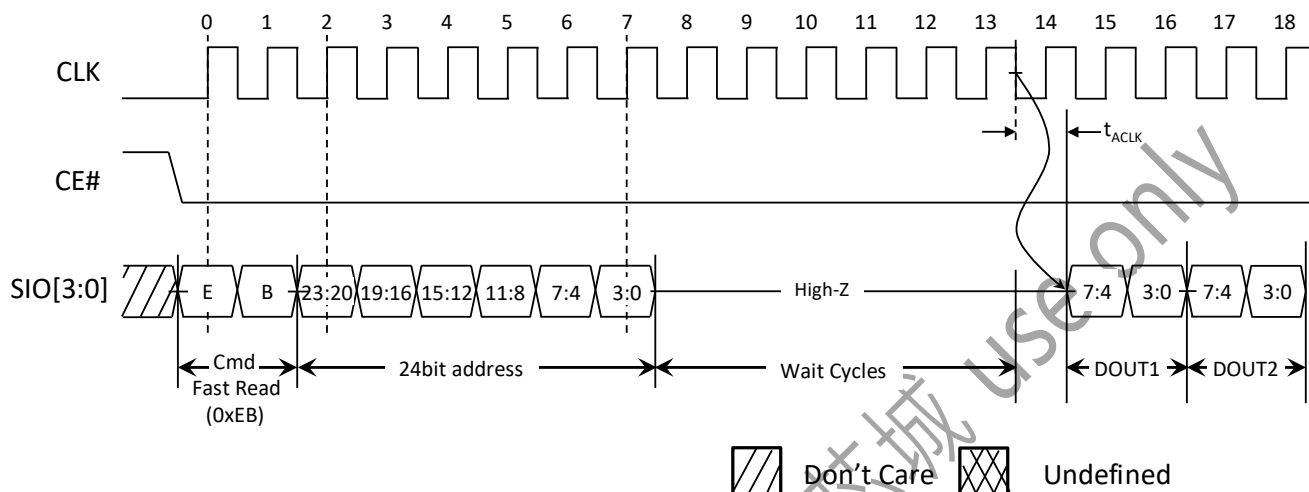 0 1 2 3 4 5 6 7 8 9 10 11 12 13 14 15 16 17 18
CLK
tACLK
CE#
SIO[3:0]
E B 23:20 19:16 15:12 11:8 7:4 3:0 High-Z 7:4 3:0 7:4 3:0
Cmd
Fast Read
(0xEB)
24bit address
Wait Cycles
DOUT1
DOUT2
Don't Care
Undefined
城 use only